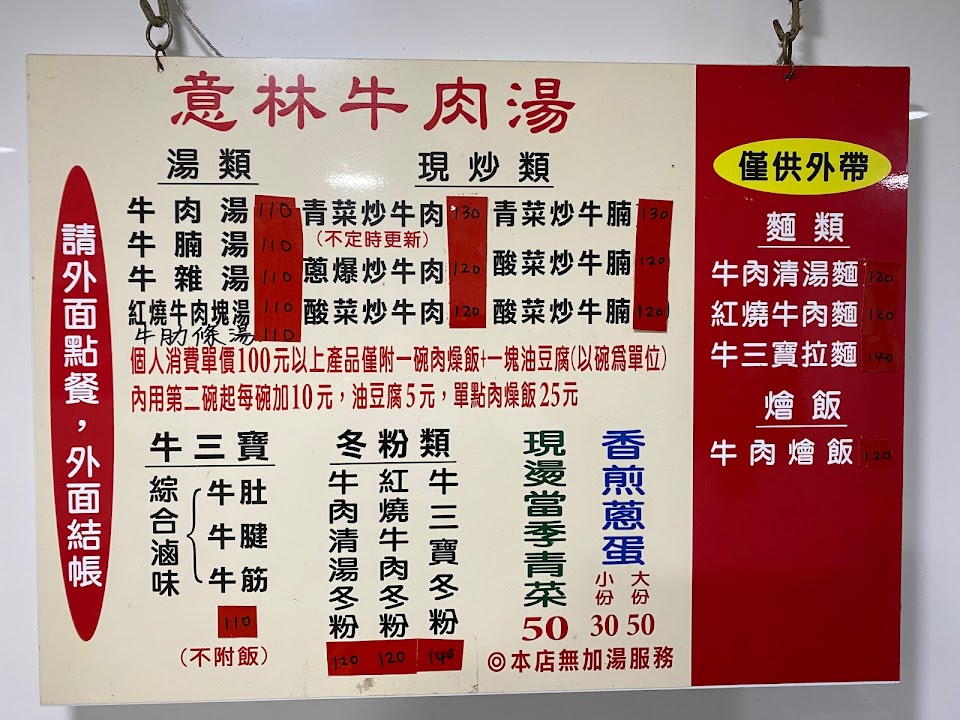 意林牛肉湯
請外面點餐，外面結帳
湯類
牛肉湯 110
牛腩湯 110
牛雜湯 110
紅燒牛肉塊湯 110
牛肋條湯 110
現炒類
青菜炒牛肉 130 青菜炒牛腩 130
(不定時更新)
蔥爆炒牛肉 120 酸菜炒牛腩 120
酸菜炒牛肉 120 酸菜炒牛腩 120
個人消費單價100元以上產品僅附一碗肉燥飯+一塊油豆腐(以碗為單位)
內用第二碗起每碗加10元，油豆腐5元，單點肉燥飯25元
牛三寶
綜合滷味
牛肚
牛腱
牛筋
110
(不附飯)
冬粉類
牛肉清湯冬粉 120
紅燒牛肉冬粉 120
牛三寶冬粉 140
現燙當季青菜
50
香煎蔥蛋
小份 大份
30 50
◎本店無加湯服務
僅供外帶
麵類
牛肉清湯麵 120
紅燒牛肉麵 120
牛三寶拉麵 140
燴飯
牛肉燴飯 120